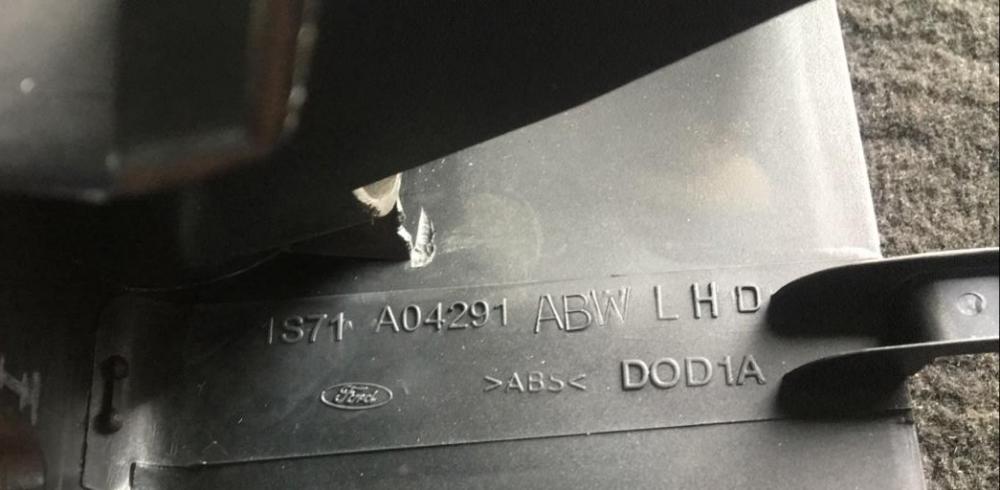 1S71 A04291 ABW LHD
Ford >ABS< DOD1A